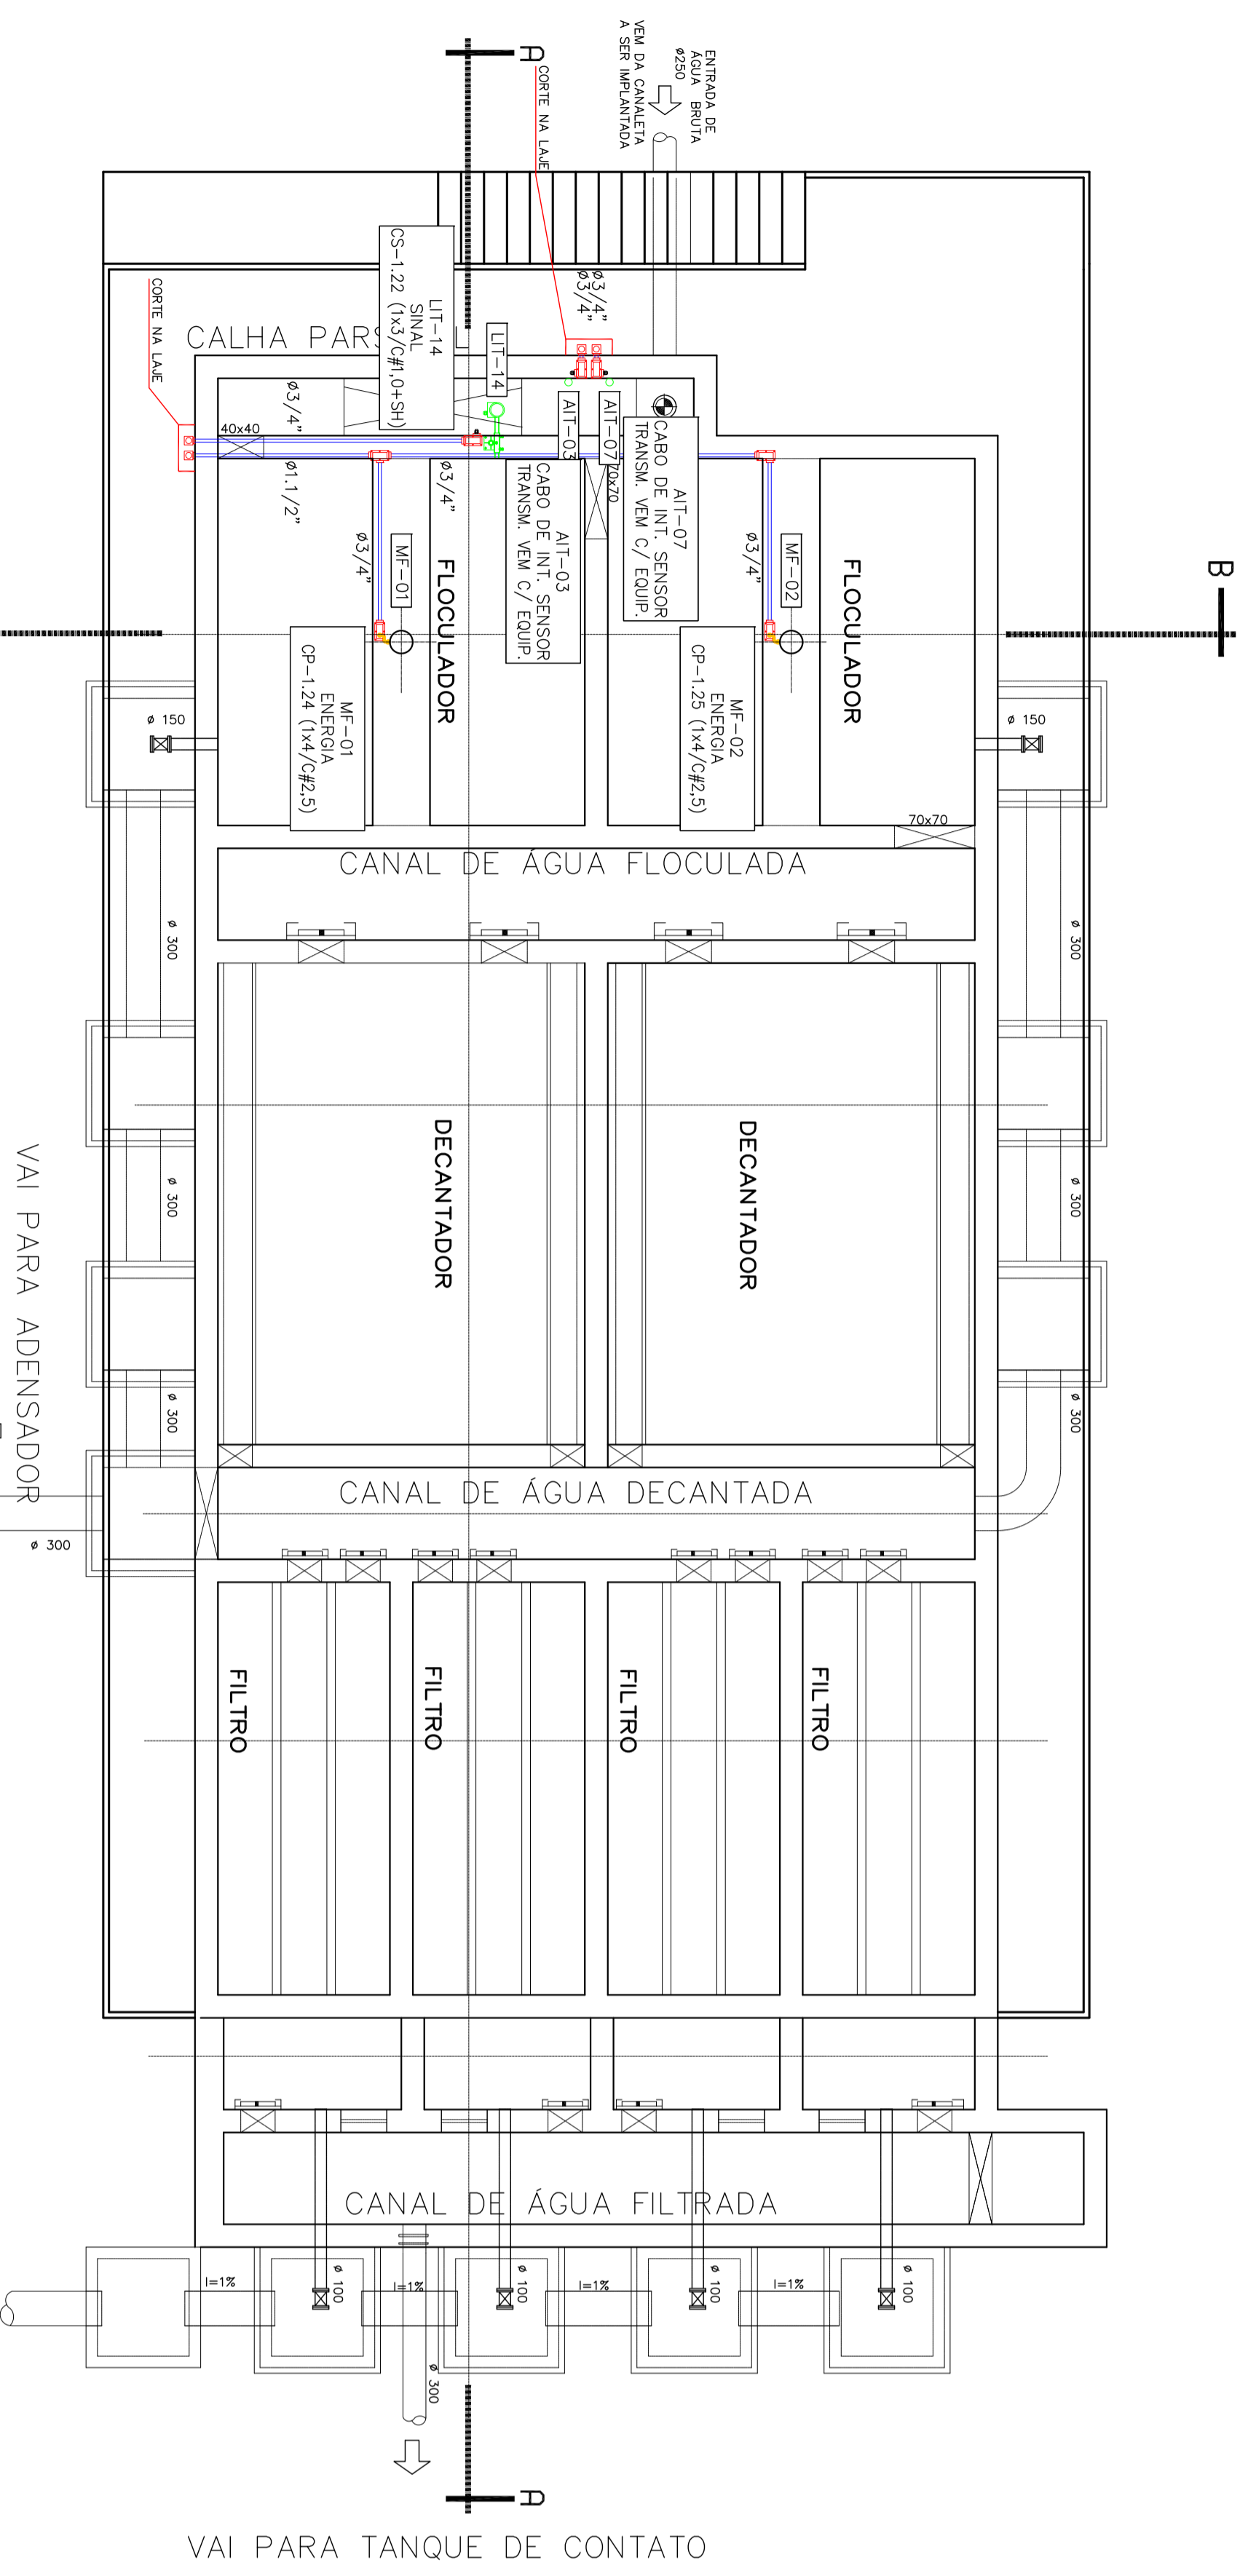 B
A
ENTRADA DE
ÁGUA BRUTA
ø250
VEM DA CANALETA
A SER IMPLANTADA
CORTE NA LAJE
CORTE NA LAJE
CALHA PAR
L
LIT-14
SINAL
CS-1.22 (1x3/C#1,0+SH)
LIT-14
Ø3/4"
Ø3/4"
AIT-03
AIT-07
AIT-07
CABO DE INT. SENSOR
TRANSM. VEM C/ EQUIP.
AIT-03
CABO DE INT. SENSOR
TRANSM. VEM C/ EQUIP.
Ø3/4"
40x40
Ø1.1/2"
Ø3/4"
70x70
Ø3/4"
Ø3/4"
MF-01
MF-02
FLOCULADOR
FLOCULADOR
MF-01
ENERGIA
CP-1.24 (1x4/C#2,5)
MF-02
ENERGIA
CP-1.25 (1x4/C#2,5)
ø 150
ø 150
70x70
CANAL DE ÁGUA FLOCULADA
ø 300
ø 300
DECANTADOR
DECANTADOR
ø 300
ø 300
ø 300
ø 300
VAI PARA ADENSADOR
ø 300
CANAL DE ÁGUA DECANTADA
FILTRO
FILTRO
FILTRO
FILTRO
CANAL DE ÁGUA FILTRADA
I=1%
I=1%
I=1%
I=1%
ø 100
ø 100
ø 100
ø 100
ø 300
A
VAI PARA TANQUE DE CONTATO